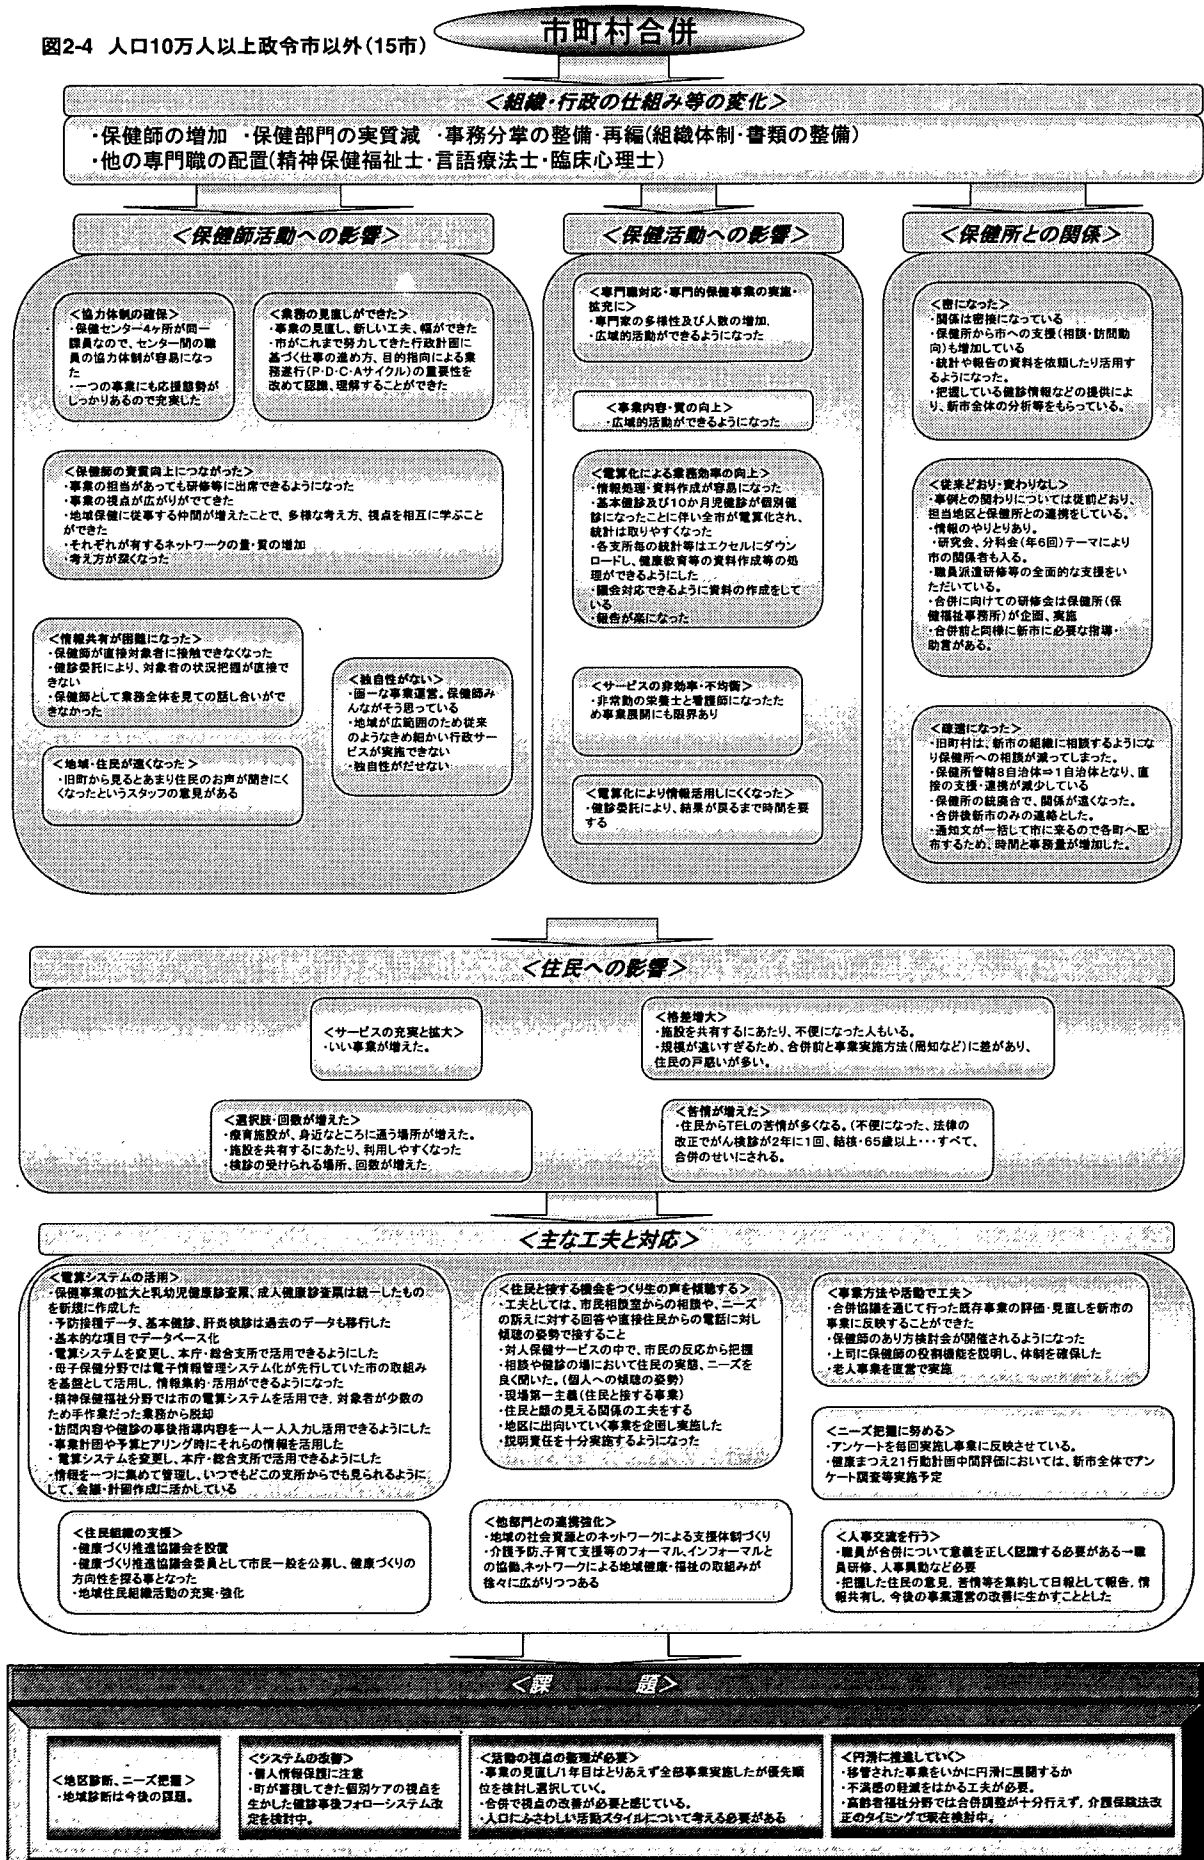 市町村合併
図2-4 人口10万人以上政令市以外(15市)
<組織・行政の仕組み等の変化>
・保健師の増加 ・保健部門の実質減 ・事務分掌の整備・再編(組織体制・書類の整備)
・他の専門職の配置(精神保健福祉士・言語療法士・臨床心理士)
<保健師活動への影響>
<協力体制の確保>
・保健センター4ヶ所が同一
課員なので、センター間の職
員の協力体制が容易になっ
た
・一つの事業にも応援態勢が
しっかりあるので充実した
<業務の見直しができた>
・事業の見直し、新しい工夫、幅ができた
・市がこれまで努力してきた行政計画に
基づく仕事の進め方、目的指向による業
務遂行(P・D・C・Aサイクル)の重要性を
改めて認識、理解することができた
<保健師の資質向上につながった>
・事業の担当があっても研修等に出席できるようになった
・事業の視点が広がりがでてきた
・地域保健に従事する仲間が増えたことで、多様な考え方、視点を相互に学ぶこと
ができた
・それぞれが有するネットワークの量・質の増加
・考え方が深くなった
<情報共有が困難になった>
・保健師が直接対象者に接触できなくなった
・健診委託により、対象者の状況把握が直接で
きない
・保健師として業務全体を見ての話し合いがで
きなかった
<独自性がない>
・画一な事業運営。保健師み
んながそう思っている
・地域が広範囲のため従来
のようなきめ細かい行政サー
ビスが実施できない
・独自性がだせない
<地域・住民が遠くなった>
・旧町から見るとあまり住民のお声が聞きにく
くなったというスタッフの意見がある
<保健活動への影響>
<専門職対応・専門的保健事業の実施・
拡充に>
・専門家の多様性及び人数の増加.
・広域的活動ができるようになった
<事業内容・質の向上>
・広域的活動ができるようになった
<電算化による業務効率の向上>
・情報処理・資料作成が容易になった
・基本健診及び10か月児健診が個別健
診になったことに伴い全市が電算化され、
統計は取りやすくなった
・各支所毎の統計等はエクセルにダウン
ロードし、健康教育等の資料作成等の処
理ができるようにした
・議会対応できるように資料の作成をして
いる
・報告が楽になった
<サービスの非効率・不均衡>
・非常勤の栄養士と看護師になったた
め事業展開にも限界あり
<電算化により情報活用しにくくなった>
・健診委託により、結果が戻るまで時間を要
する
<保健所との関係>
<密になった>
・関係は密接になっている
・保健所から市への支援(相談・訪問動
向)も増加している
・統計や報告の資料を依頼したり活用す
るようになった。
・把握している健診情報などの提供によ
り、新市全体の分析等をもらっている。
<従来どおり・変わりなし>
・事例との関わりについては従前どおり、
担当地区と保健所との連携をしている。
・情報のやりとりあり。
・研究会、分科会(年6回)テーマにより
市の関係者も入る。
・職員派遣研修等の全面的な支援をい
ただいている。
・合併に向けての研修会は保健所(保
健福祉事務所)が企画、実施
・合併前と同様に新市に必要な指導・
助言がある。
<疎遠になった>
・旧町村は、新市の組織に相談するようにな
り保健所への相談が減ってしまった。
・保健所管轄8自治体⇒1自治体となり、直
接の支援・連携が減少している
・保健所の統廃合で、関係が遠くなった。
・合併後新市のみの連絡とした。
・通知文が一括して市に来るので各町へ配
布するため、時間と事務量が増加した。
<住民への影響>
<サービスの充実と拡大>
・いい事業が増えた。
<格差増大>
・施設を共有するにあたり、不便になった人もいる。
・規模が違いすぎるため、合併前と事業実施方法(周知など)に差があり、
住民の戸惑いが多い。
<選択肢・回数が増えた>
・療育施設が、身近なところに通う場所が増えた。
・施設を共有するにあたり、利用しやすくなった
・検診の受けられる場所、回数が増えた
<苦情が増えた>
・住民からTELの苦情が多くなる。(不便になった、法律の
改正でがん検診が2年に1回、結核・65歳以上・・・すべて、
合併のせいにされる。
<主な工夫と対応>
<電算システムの活用>
・保健事業の拡大と乳幼児健康診査票、成人健康診査票は統一したもの
を新規に作成した
・予防接種データ、基本健診、肝炎検診は過去のデータも移行した
・基本的な項目でデータベース化
・電算システムを変更し、本庁・総合支所で活用できるようにした
・母子保健分野では電子情報管理システム化が先行していた市の取組み
を基盤として活用し、情報集約・活用ができるようになった
・精神保健福祉分野では市の電算システムを活用でき、対象者が少数の
ため手作業だった業務から脱却
・訪問内容や健診の事後指導内容を一人一人入力し活用できるようにした
・事業計画や予算ヒアリング時にそれらの情報を活用した
・電算システムを変更し、本庁・総合支所で活用できるようにした
・情報を一つに集めて管理し、いつでもどこの支所からでも見られるように
して、会議・計画作成に活かしている
<住民と接する機会をつくり生の声を傾聴する>
・工夫としては、市民相談室からの相談や、ニーズ
の訴えに対する回答や直接住民からの電話に対し
傾聴の姿勢で接すること
・対人保健サービスの中で、市民の反応から把握
・相談や健診の場において住民の実態、ニーズを
良く聞いた。(個人への傾聴の姿勢)
・現場第一主義(住民と接する事業)
・住民と顔の見える関係の工夫をする
・地区に出向いていく事業を企画し実施した
・説明責任を十分実施するようになった
<事業方法や活動で工夫>
・合併協議を通じて行った既存事業の評価・見直しを新市の
事業に反映することができた
・保健師のあり方検討会が開催されるようになった
・上司に保健師の役割機能を説明し、体制を確保した
・老人事業を直営で実施
<ニーズ把握に努める>
・アンケートを毎回実施し事業に反映させている。
・健康まつえ21行動計画中間評価においては、新市全体でアン
ケート調査等実施予定
<住民組織の支援>
・健康づくり推進協議会を設置
・健康づくり推進協議会委員として市民一般を公募し、健康づくりの
方向性を探る事となった
・地域住民組織活動の充実・強化
<他部門との連携強化>
・地域の社会資源とのネットワークによる支援体制づくり
・介護予防、子育て支援等のフォーマル、インフォーマルと
の協働、ネットワークによる地域健康・福祉の取組みが
徐々に広がりつつある
<人事交流を行う>
・職員が合併について意義を正しく認識する必要がある→職
員研修、人事異動など必要
・把握した住民の意見、苦情等を集約して日報として報告、情
報共有し、今後の事業運営の改善に生かすこととした
<課 題>
<地区診断、ニーズ把握>
・地域診断は今後の課題。
<システムの改善>
・個人情報保護に注意
・町が蓄積してきた個別ケアの視点を
生かした健診事後フォローシステム改
定を検討中。
<活動の視点の整理が必要>
・事業の見直し/1年目はとりあえず全部事業実施したが優先順
位を検討し選択していく。
・合併で視点の改善が必要と感じている。
・人口にふさわしい活動スタイルについて考える必要がある
<円滑に推進していく>
・移管された事業をいかに円滑に展開するか
・不満感の軽減をはかる工夫が必要。
・高齢者福祉分野では合併調整が十分行えず、介護保険法改
正のタイミングで現在検討中。